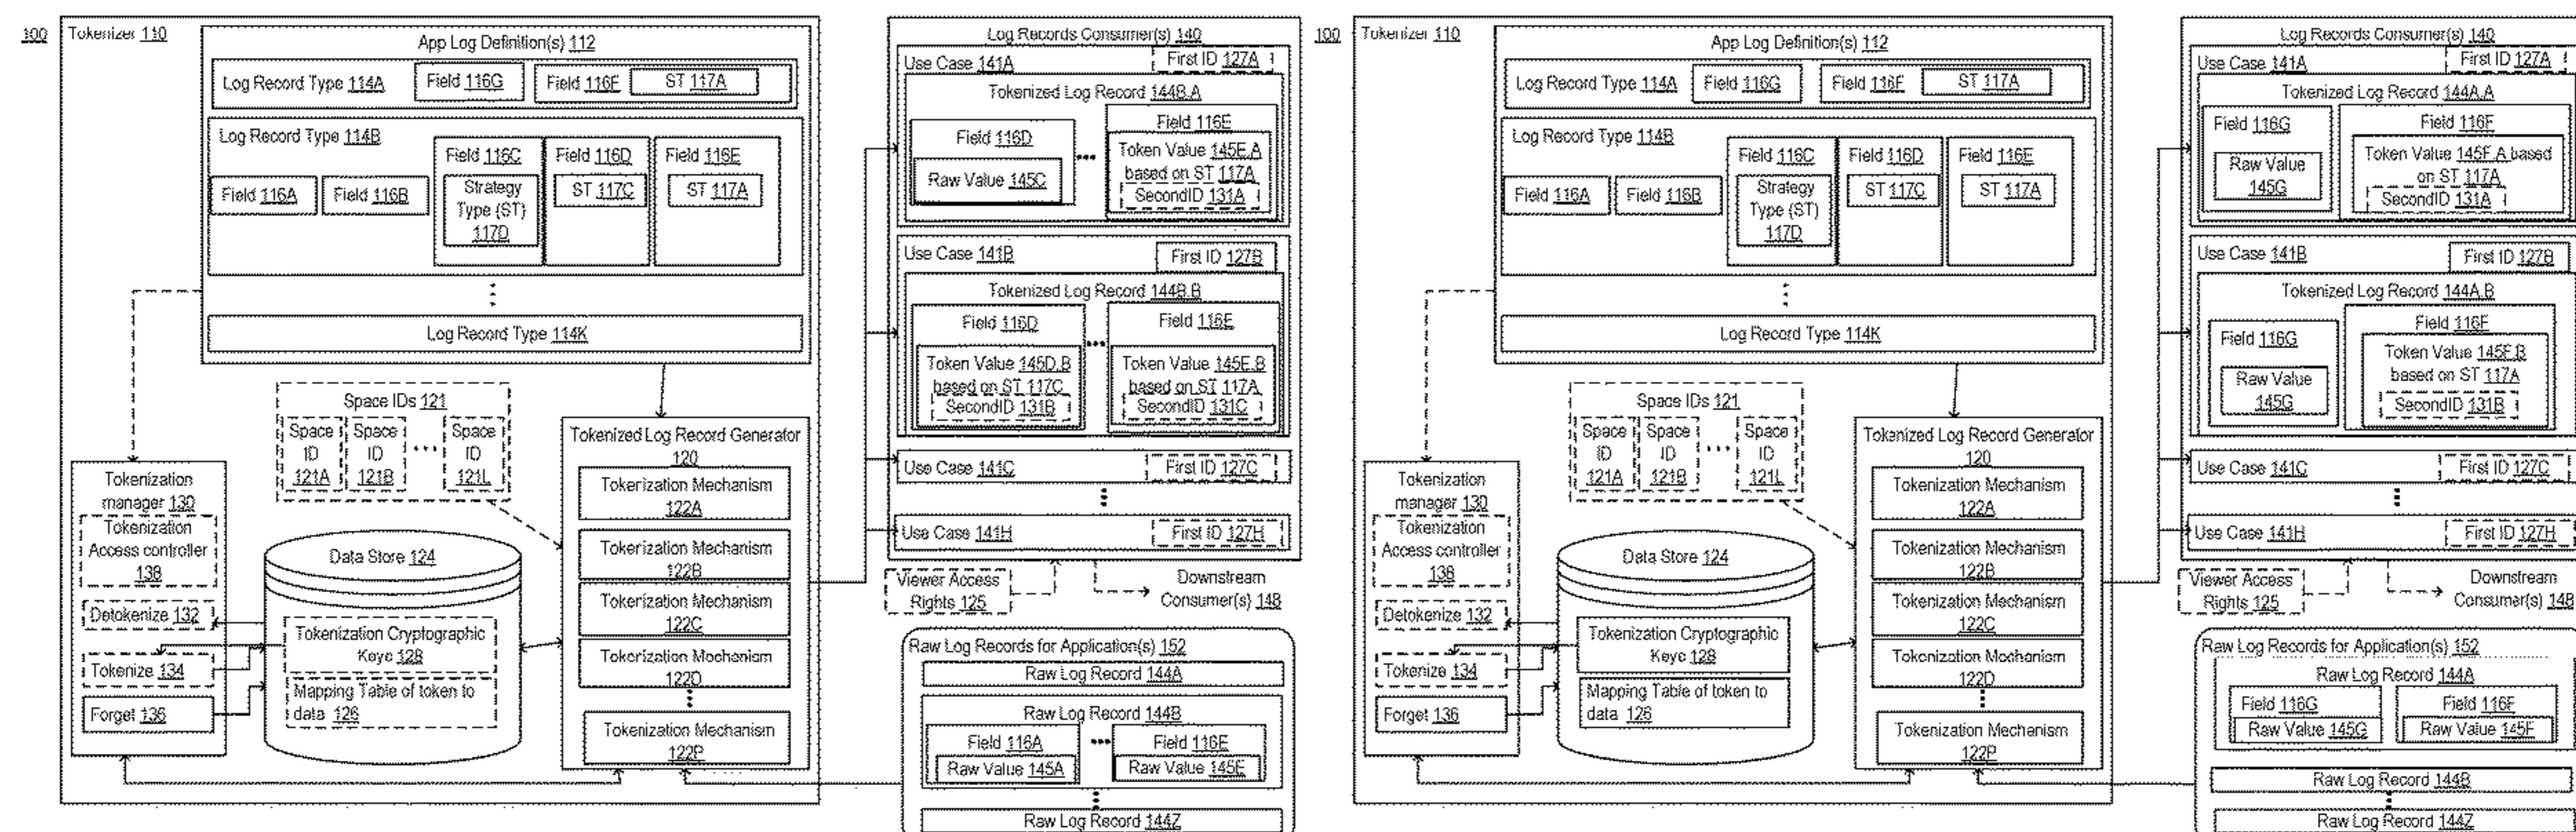 100
Tokenizer 110
App Log Definition(s) 112
Log Record Type 114A
Field 116G
Field 116F
ST 117A
Log Record Type 114B
Field 116A
Field 116B
Field 116C
Strategy
Type (ST)
117D
Field 116D
ST 117C
Field 116E
ST 117A
Log Record Type 114K
Space IDs 121
Space
ID
121A
Space
ID
121B
Space
ID
121L
Tokenization
manager 130
Tokenization
Access controller
138
Detokenize 132
Tokenize 134
Forget 136
Data Store 124
Tokenization Cryptographic
Keys 128
Mapping Table of token to
data 126
Tokenized Log Record Generator
120
Tokenization Mechanism
122A
Tokenization Mechanism
122B
Tokenization Mechanism
122C
Tokenization Mechanism
122D
Tokenization Mechanism
122P
Log Records Consumer(s) 140
Use Case 141A
First ID 127A
Tokenized Log Record 144B.A
Field 116D
Raw Value 145C
Field 116E
Token Value 145E.A
based on ST 117A
SecondID 131A
Use Case 141B
First ID 127B
Tokenized Log Record 144B.B
Field 116D
Token Value 145D.B
based on ST 117C
SecondID 131B
Field 116E
Token Value 145E.B
based on ST 117A
SecondID 131C
Use Case 141C
First ID 127C
Use Case 141H
First ID 127H
Viewer Access
Rights 125
Downstream
Consumer(s) 148
Raw Log Records for Application(s) 152
Raw Log Record 144A
Raw Log Record 144B
Field 116A
Raw Value 145A
Field 116E
Raw Value 145E
Raw Log Record 144Z
100
Tokenizer 110
App Log Definition(s) 112
Log Record Type 114A
Field 116G
Field 116F
ST 117A
Log Record Type 114B
Field 116A
Field 116B
Field 116C
Strategy
Type (ST)
117D
Field 116D
ST 117C
Field 116E
ST 117A
Log Record Type 114K
Space IDs 121
Space
ID
121A
Space
ID
121B
Space
ID
121L
Tokenization
manager 130
Tokenization
Access controller
138
Detokenize 132
Tokenize 134
Forget 136
Data Store 124
Tokenization Cryptographic
Keys 128
Mapping Table of token to
data 126
Tokenized Log Record Generator
120
Tokenization Mechanism
122A
Tokenization Mechanism
122B
Tokenization Mechanism
122C
Tokenization Mechanism
122D
Tokenization Mechanism
122P
Log Records Consumer(s) 140
Use Case 141A
First ID 127A
Tokenized Log Record 144A.A
Field 116G
Raw Value
145G
Field 116F
Token Value 145F.A based
on ST 117A
SecondID 131A
Use Case 141B
First ID 127B
Tokenized Log Record 144A.B
Field 116G
Raw Value
145G
Field 116F
Token Value 145F.B
based on ST 117A
SecondID 131B
Use Case 141C
First ID 127C
Use Case 141H
First ID 127H
Viewer Access
Rights 125
Downstream
Consumer(s) 148
Raw Log Records for Application(s) 152
Raw Log Record 144A
Field 116G
Raw Value 145G
Field 116F
Raw Value 145F
Raw Log Record 144B
Raw Log Record 144Z